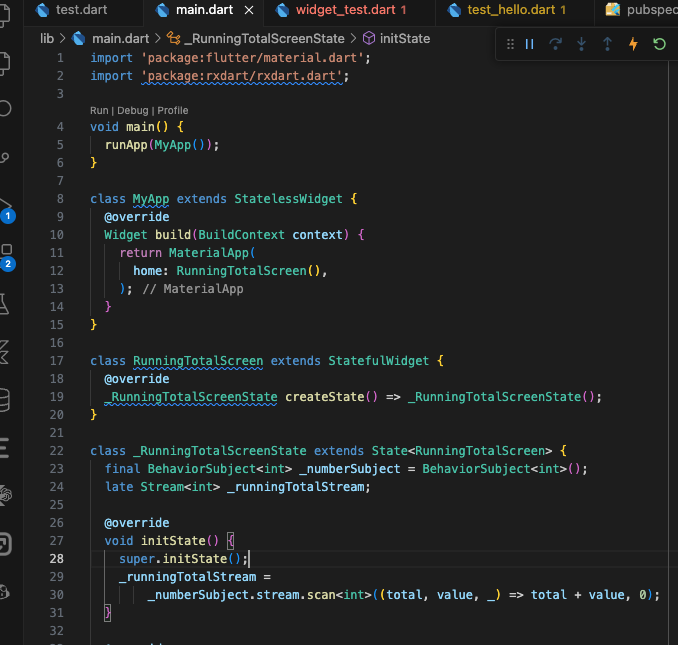 test.dart main.dart widget_test.dart 1 test_hello.dart 1 pubspec
lib > main.dart > _RunningTotalScreenState > initState
1 import 'package:flutter/material.dart';
2 import 'package:rxdart/rxdart.dart';
3
Run | Debug | Profile
4 void main() {
5 runApp(MyApp());
6 }
7
8 class MyApp extends StatelessWidget {
9 @override
10 Widget build(BuildContext context) {
11 return MaterialApp(
12 home: RunningTotalScreen(),
13 ); // MaterialApp
14 }
15 }
16
17 class RunningTotalScreen extends StatefulWidget {
18 @override
19 _RunningTotalScreenState createState() => _RunningTotalScreenState();
20 }
21
22 class _RunningTotalScreenState extends State<RunningTotalScreen> {
23 final BehaviorSubject<int> _numberSubject = BehaviorSubject<int>();
24 late Stream<int> _runningTotalStream;
25
26 @override
27 void initState() {
28 super.initState();
29 _runningTotalStream =
30 _numberSubject.stream.scan<int>((total, value, _) => total + value, 0);
31 }
32
1
2